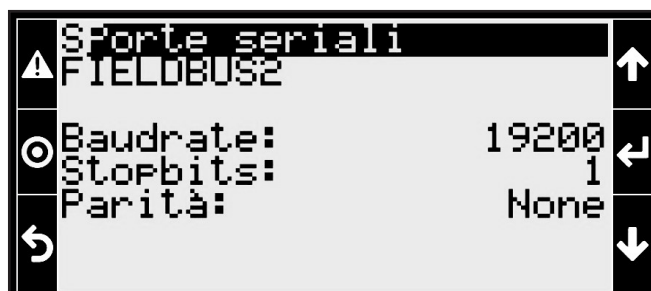 SPorte seriali
FIELDBUS2
Baudrate: 19200
Stopbits: 1
Parità: None